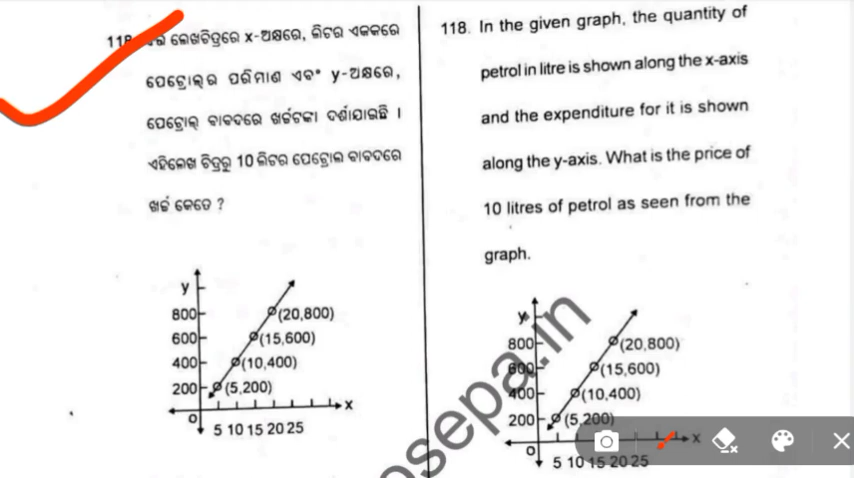 118 ଲେଖଚିତ୍ରରେ x-ଅକ୍ଷରେ, ଲିଟର ଏକକରେ
ପେଟ୍ରୋଲ୍‌ର ପରିମାଣ ଏବଂ y-ଅକ୍ଷରେ,
ପେଟ୍ରୋଲ୍ ବାବଦରେ ଖର୍ଚ୍ଚଟଙ୍କା ଦର୍ଶାଯାଇଛି ।
ଏହିଲେଖ ଚିତ୍ରରୁ 10 ଲିଟର ପେଟ୍ରୋଲ ବାବଦରେ
ଖର୍ଚ୍ଚ କେତେ ?
y
800
600
400
200
(20,800)
(15,600)
(10,400)
(5,200)
x
O
5 10 15 20 25
118. In the given graph, the quantity of
petrol in litre is shown along the x-axis
and the expenditure for it is shown
along the y-axis. What is the price of
10 litres of petrol as seen from the
graph.
y
800
600
400
200
(20,800)
(15,600)
(10,400)
(5,200)
x
O
5 10 15 20 25
osepa.in